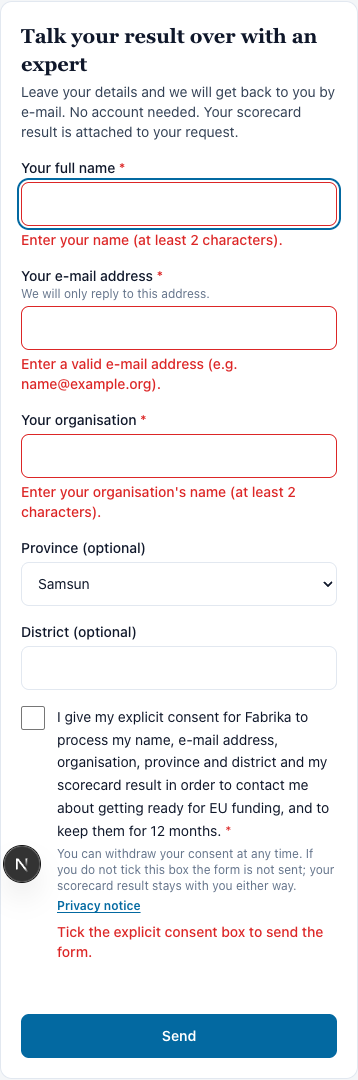 Talk your result over with an
expert
Leave your details and we will get back to you by
e-mail. No account needed. Your scorecard
result is attached to your request.
Your full name *
Enter your name (at least 2 characters).
Your e-mail address *
We will only reply to this address.
Enter a valid e-mail address (e.g.
name@example.org).
Your organisation *
Enter your organisation's name (at least 2
characters).
Province (optional)
Samsun
District (optional)
I give my explicit consent for Fabrika to
process my name, e-mail address,
organisation, province and district and my
scorecard result in order to contact me
about getting ready for EU funding, and to
keep them for 12 months. *
N
You can withdraw your consent at any time. If
you do not tick this box the form is not sent; your
scorecard result stays with you either way.
Privacy notice
Tick the explicit consent box to send the
form.
Send